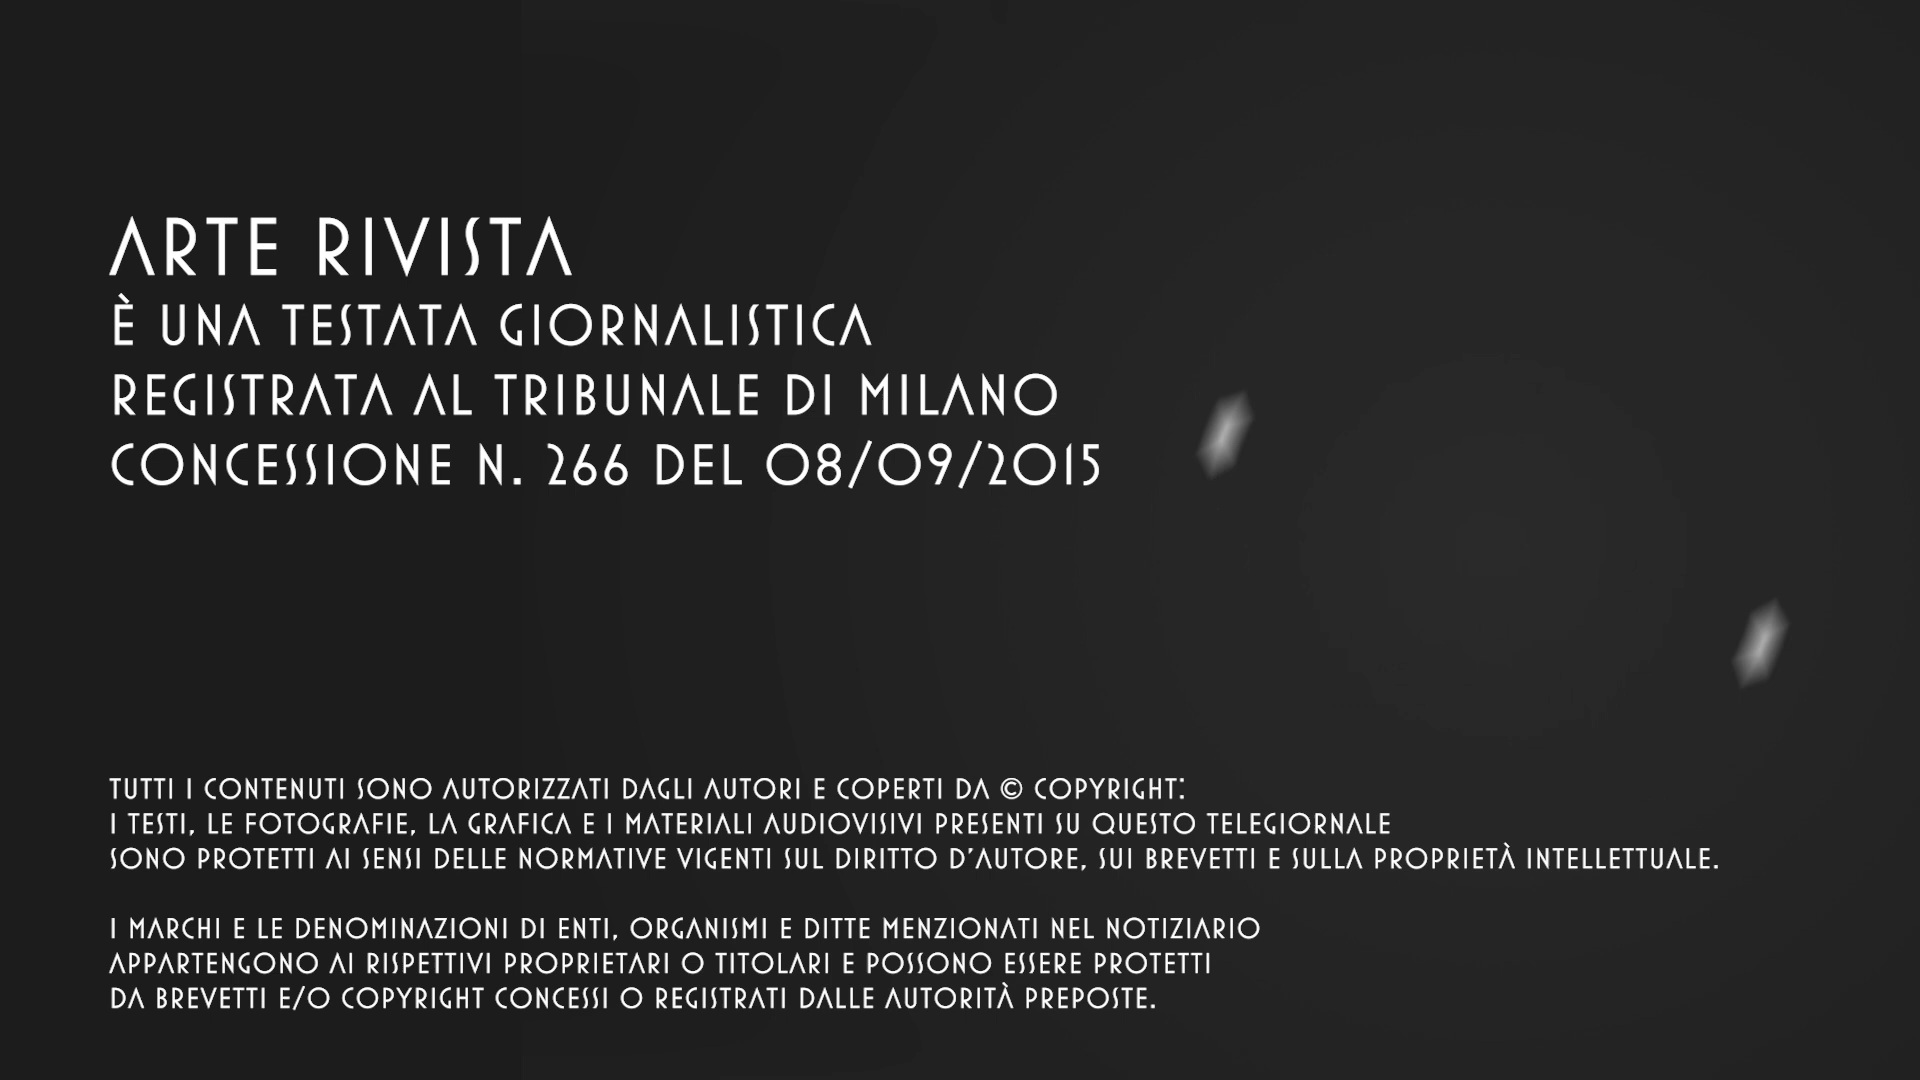 ARTE RIVISTA
È UNA TESTATA GIORNALISTICA
REGISTRATA AL TRIBUNALE DI MILANO
CONCESSIONE N. 266 DEL 08/09/2015
TUTTI I CONTENUTI SONO AUTORIZZATI DAGLI AUTORI E COPERTI DA © COPYRIGHT:
I TESTI, LE FOTOGRAFIE, LA GRAFICA E I MATERIALI AUDIOVISIVI PRESENTI SU QUESTO TELEGIORNALE
SONO PROTETTI AI SENSI DELLE NORMATIVE VIGENTI SUL DIRITTO D'AUTORE, SUI BREVETTI E SULLA PROPRIETÀ INTELLETTUALE.
I MARCHI E LE DENOMINAZIONI DI ENTI, ORGANISMI E DITTE MENZIONATI NEL NOTIZIARIO
APPARTENGONO AI RISPETTIVI PROPRIETARI O TITOLARI E POSSONO ESSERE PROTETTI
DA BREVETTI E/O COPYRIGHT CONCESSI O REGISTRATI DALLE AUTORITÀ PREPOSTE.